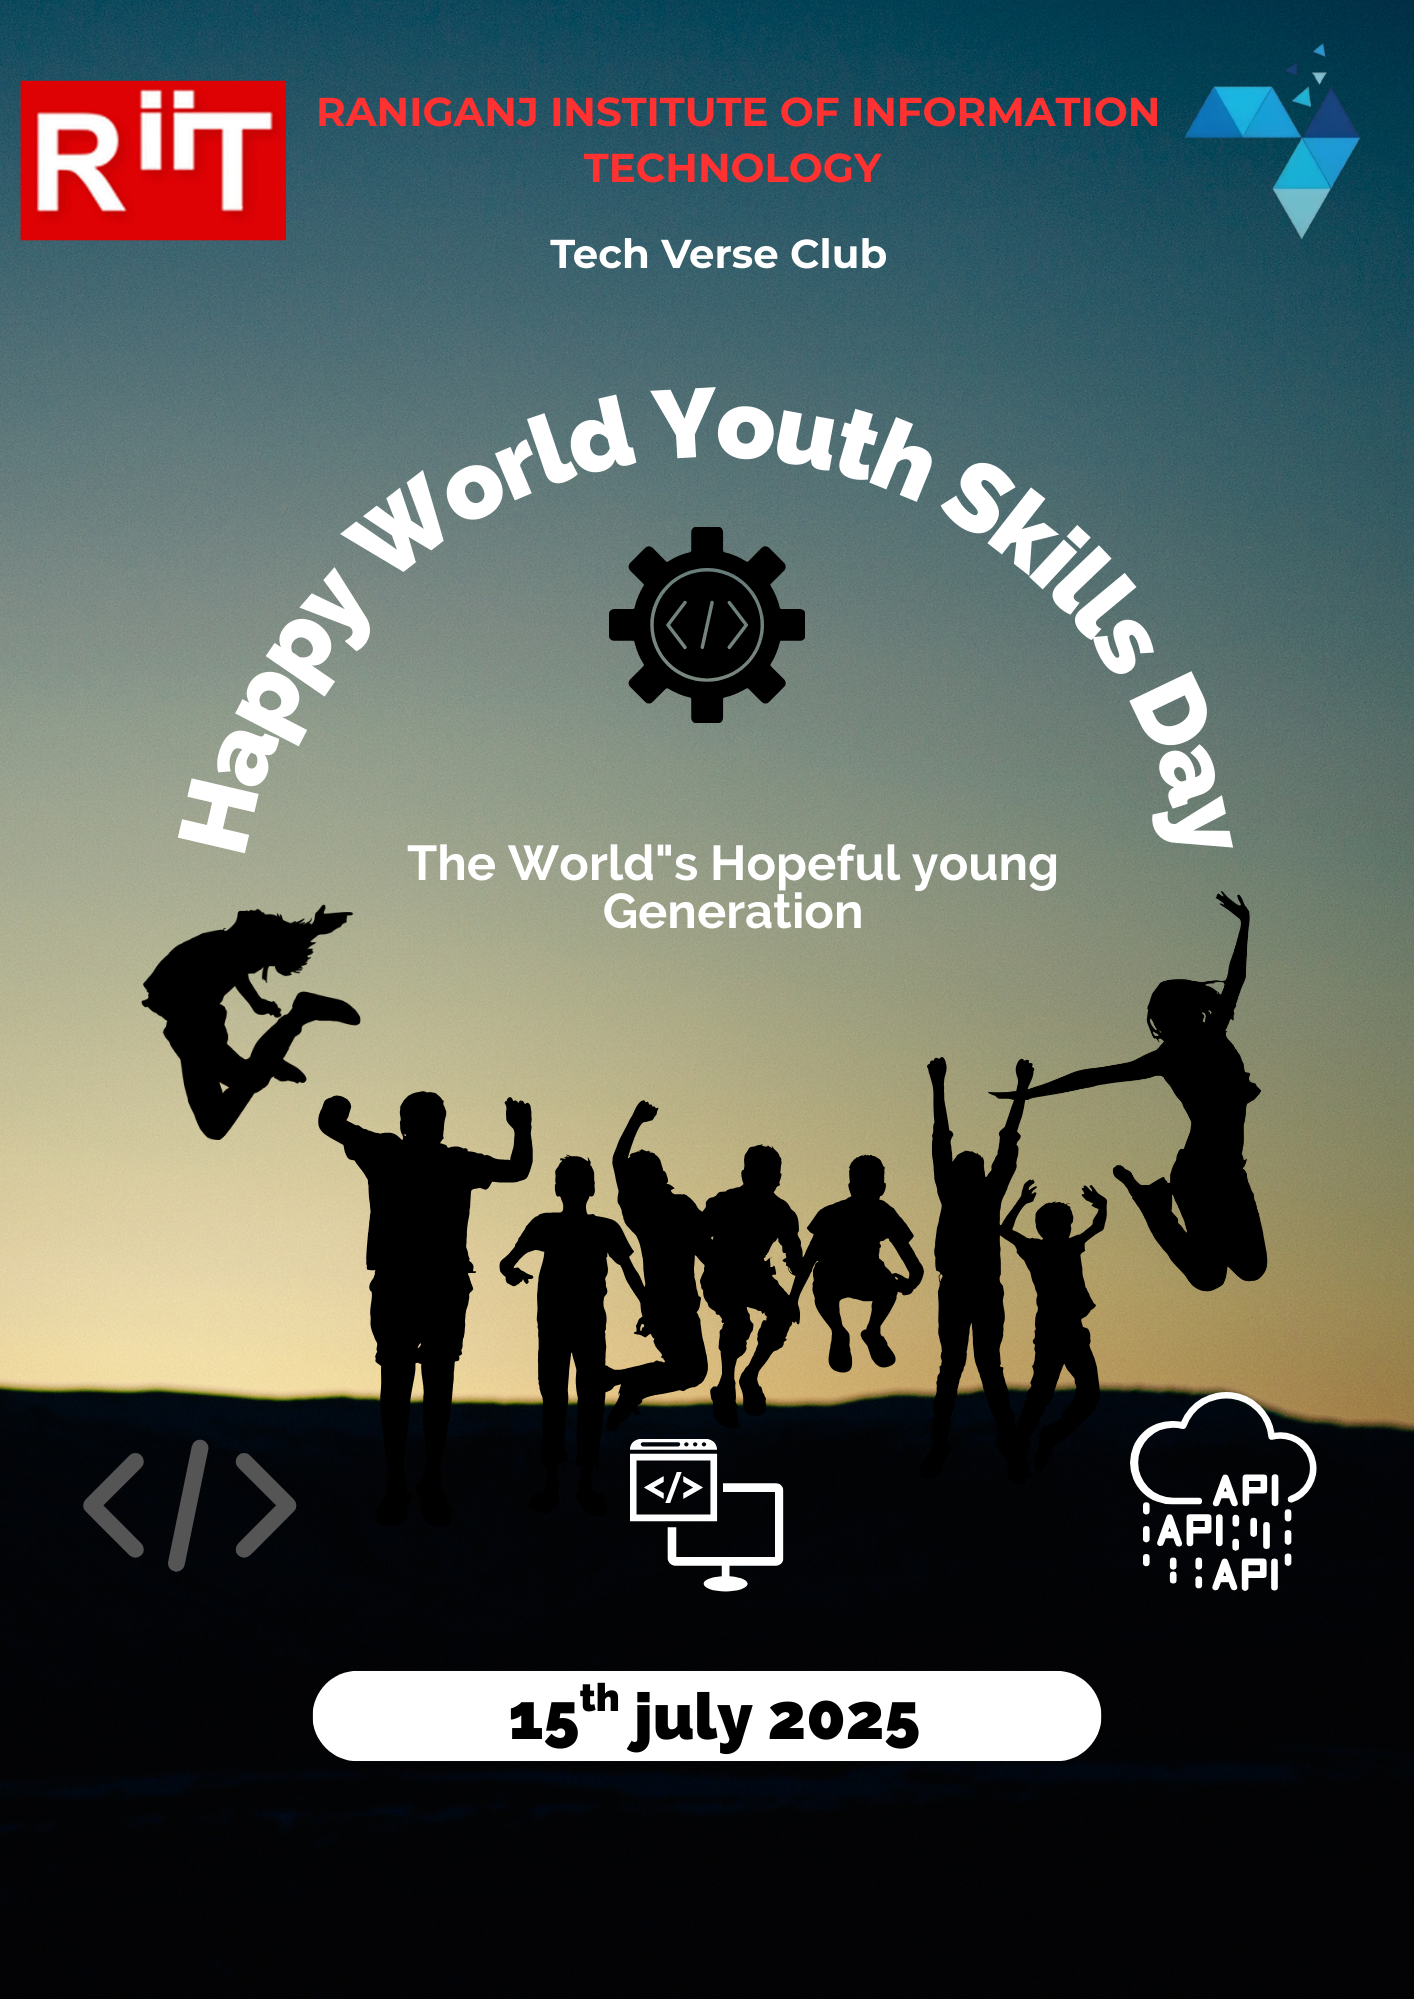 RiiT
RANIGANJ INSTITUTE OF INFORMATION
TECHNOLOGY
Tech Verse Club
Happy World Youth Skills Day
</>
The World"s Hopeful young
Generation
</>
</>
API
API
API
15th july 2025